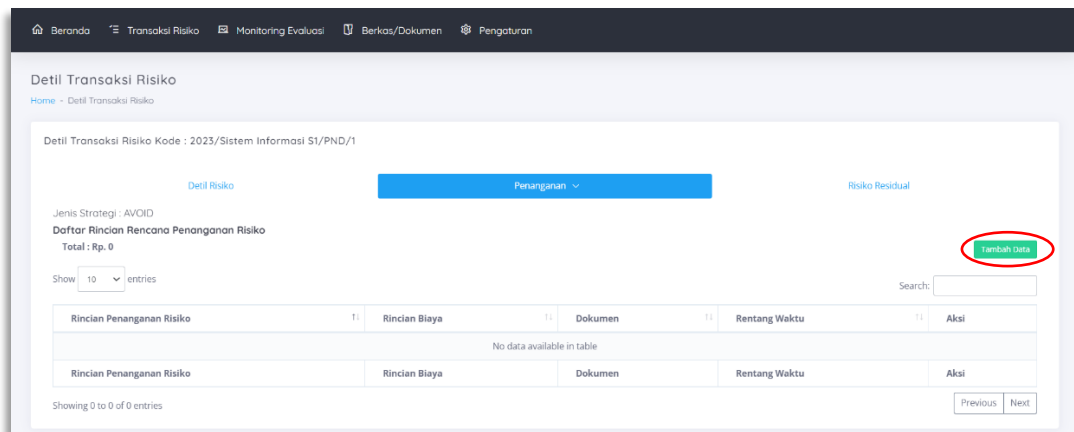 Beranda Transaksi Risiko Monitoring Evaluasi Berkas/Dokumen Pengaturan
Detil Transaksi Risiko
Home - Detil Transaksi Risiko
Detil Transaksi Risiko Kode : 2023/Sistem Informasi S1/PND/1
Detil Risiko Penanganan Risiko Residual
Jenis Strategi : AVOID
Daftar Rincian Rencana Penanganan Risiko
Total : Rp. 0
Tambah Data
Show 10 entries
Search:
Rincian Penanganan Risiko Rincian Biaya Dokumen Rentang Waktu Aksi
No data available in table
Rincian Penanganan Risiko Rincian Biaya Dokumen Rentang Waktu Aksi
Showing 0 to 0 of 0 entries
Previous Next